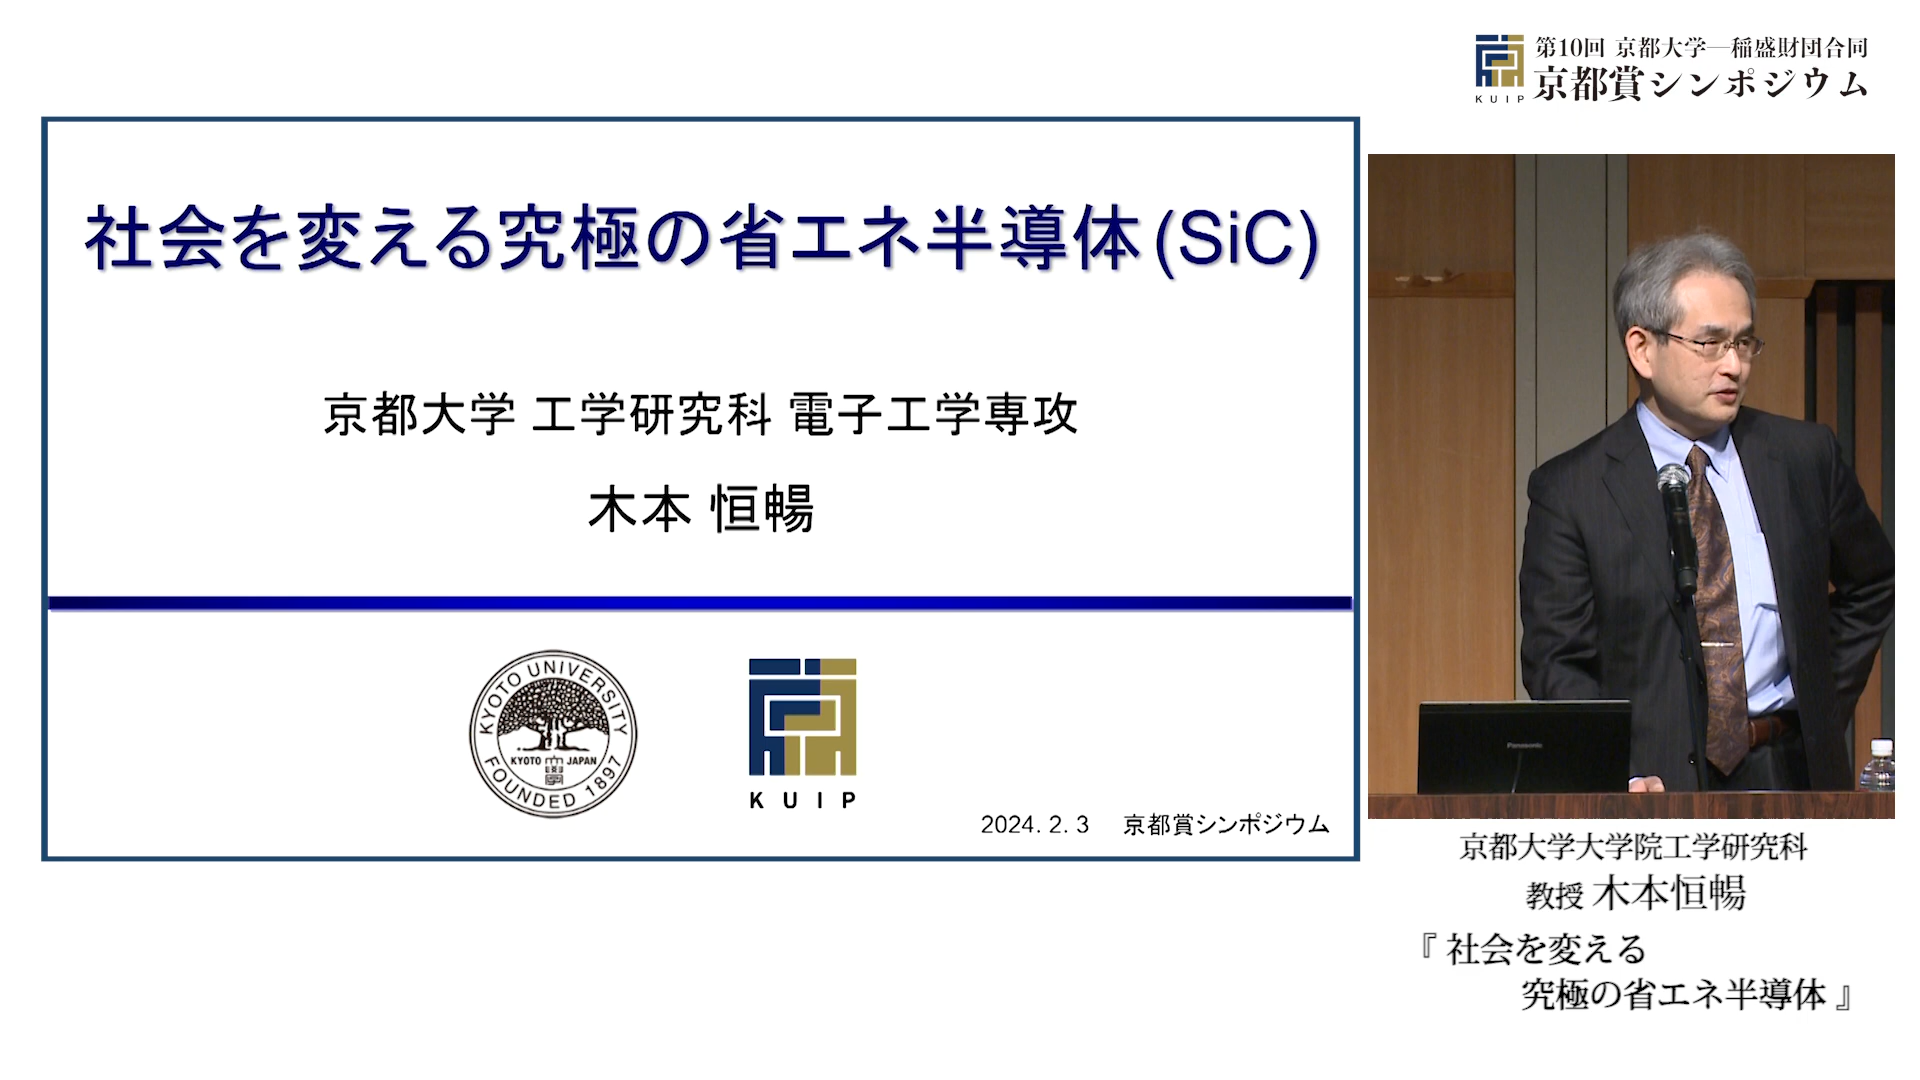 第10回 京都大学―稲盛財団合同
京都賞シンポジウム
KUIP
社会を変える究極の省エネ半導体(SiC)
京都大学 工学研究科 電子工学専攻
木本 恒暢
KYOTO UNIVERSITY
KYOTO JAPAN
FOUNDED 1897
KUIP
2024. 2. 3 京都賞シンポジウム
Panasonic
京都大学大学院工学研究科
教授 木本恒暢
『 社会を変える
究極の省エネ半導体 』